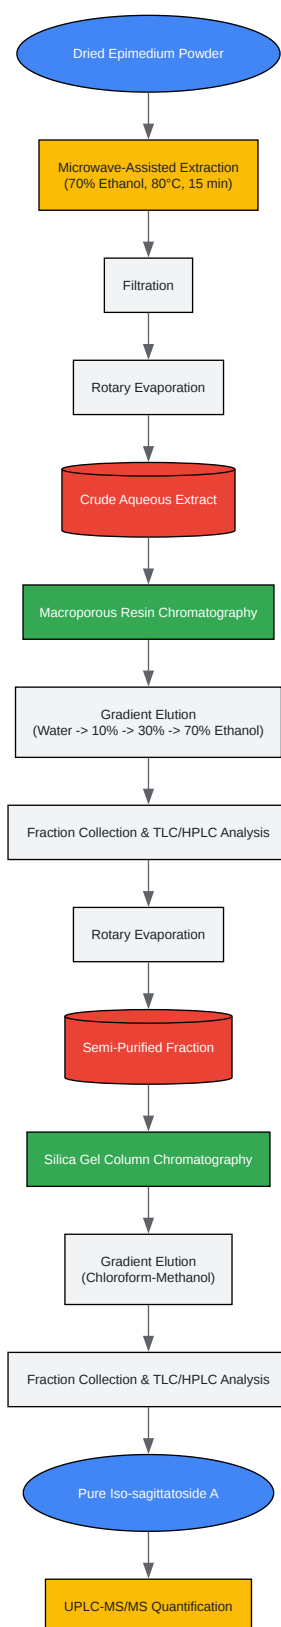 Dried Epimedium Powder
Microwave-Assisted Extraction
(70% Ethanol, 80°C, 15 min)
Filtration
Rotary Evaporation
Crude Aqueous Extract
Macroporous Resin Chromatography
Gradient Elution
(Water -> 10% -> 30% -> 70% Ethanol)
Fraction Collection & TLC/HPLC Analysis
Rotary Evaporation
Semi-Purified Fraction
Silica Gel Column Chromatography
Gradient Elution
(Chloroform-Methanol)
Fraction Collection & TLC/HPLC Analysis
Pure Iso-sagittatoside A
UPLC-MS/MS Quantification